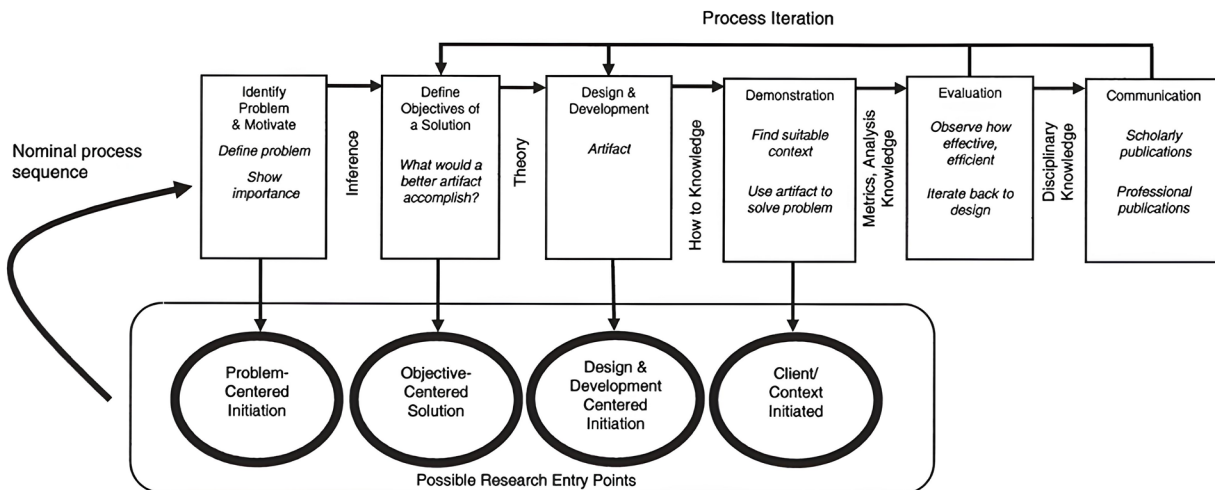 Process Iteration
Nominal process
sequence
Identify
Problem
& Motivate
Define problem
Show
importance
Inference
Define
Objectives of
a Solution
What would a
better artifact
accomplish?
Theory
Design &
Development
Artifact
How to Knowledge
Demonstration
Find suitable
context
Use artifact to
solve problem
Metrics, Analysis
Knowledge
Evaluation
Observe how
effective,
efficient
Iterate back to
design
Disciplinary
Knowledge
Communication
Scholarly
publications
Professional
publications
Problem-
Centered
Initiation
Objective-
Centered
Solution
Design &
Development
Centered
Initiation
Client/
Context
Initiated
Possible Research Entry Points